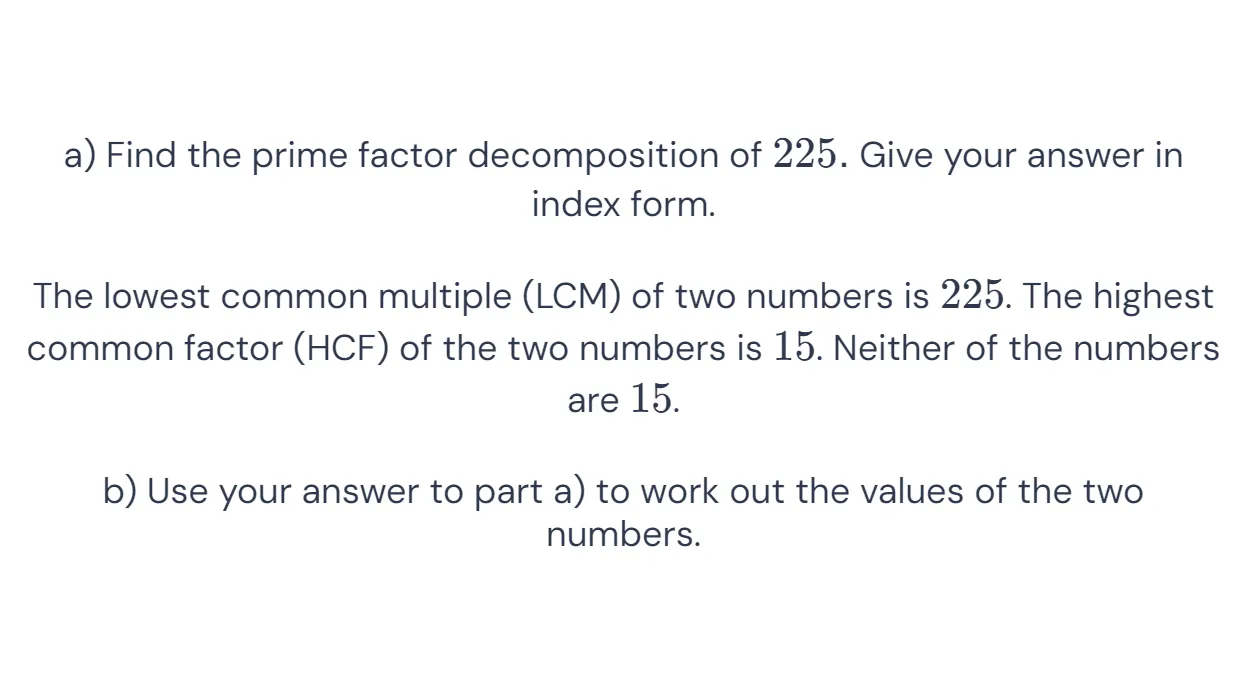 a) Find the prime factor decomposition of 225. Give your answer in
index form.
The lowest common multiple (LCM) of two numbers is 225. The highest
common factor (HCF) of the two numbers is 15. Neither of the numbers
are 15.
b) Use your answer to part a) to work out the values of the two
numbers.